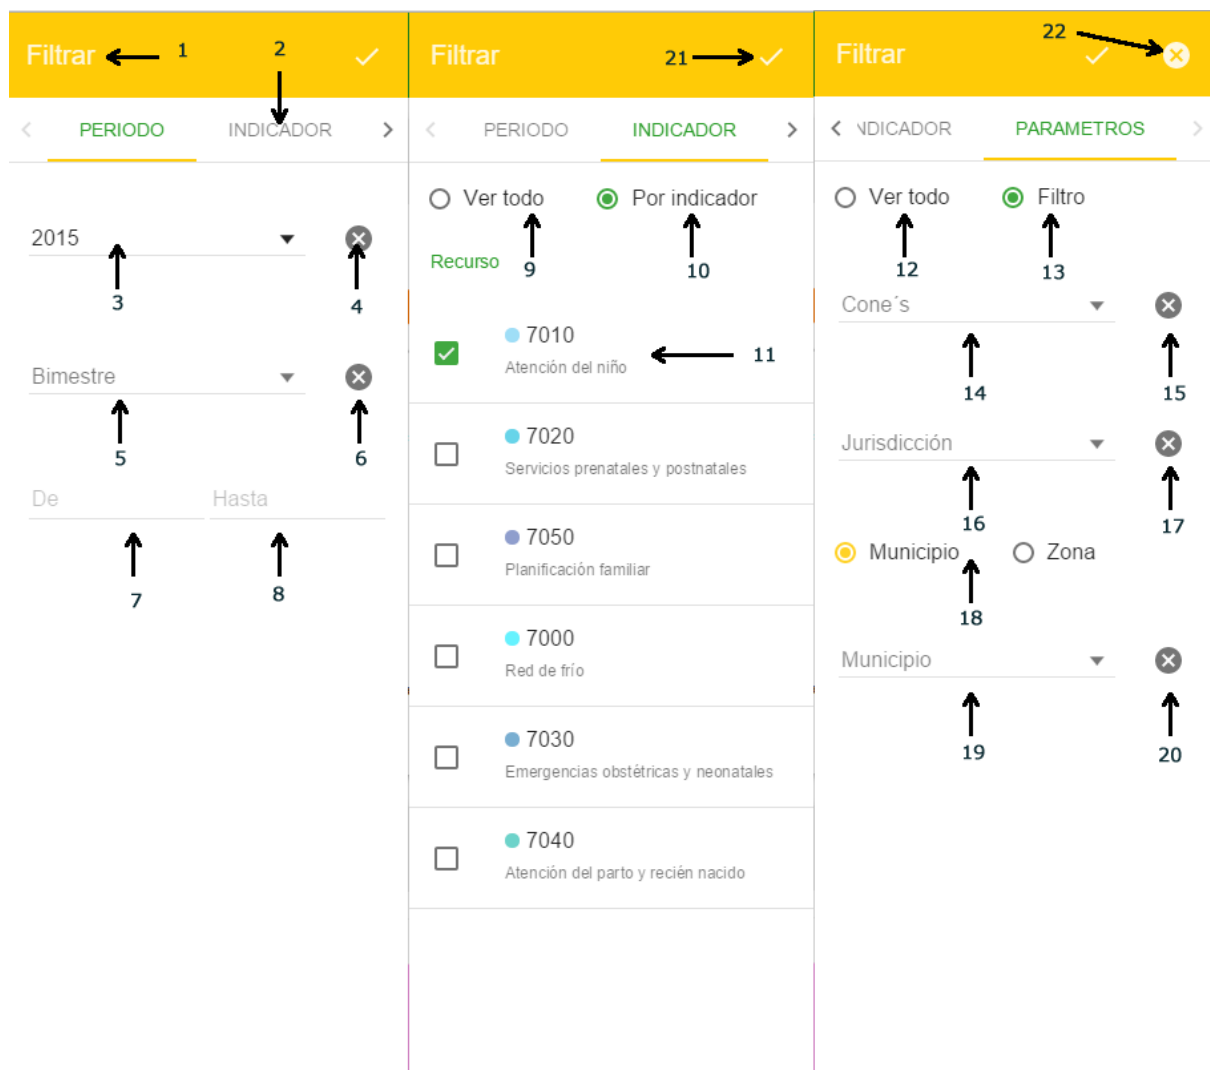 Filtrar
1
2
PERIODO
INDICADOR
2015
3
4
Bimestre
5
6
De
Hasta
7
8
Filtrar
21
PERIODO
INDICADOR
Ver todo
Por indicador
Recurso
9
10
7010
Atención del niño
11
7020
Servicios prenatales y postnatales
7050
Planificación familiar
7000
Red de frío
7030
Emergencias obstétricas y neonatales
7040
Atención del parto y recién nacido
Filtrar
22
NDICADOR
PARAMETROS
Ver todo
Filtro
12
13
Cone´s
14
15
Jurisdicción
16
17
Municipio
Zona
18
Municipio
19
20